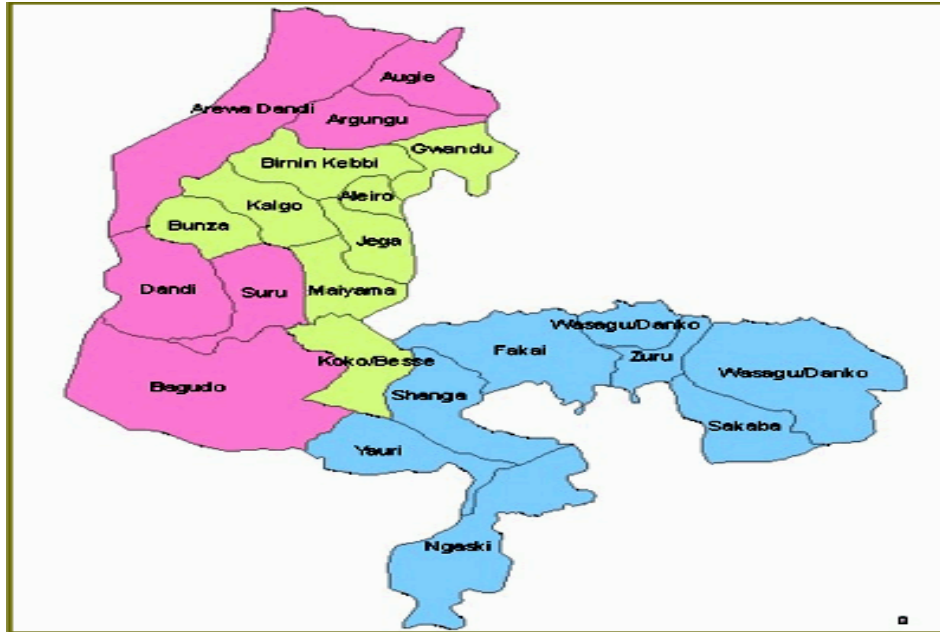 Augie
Arewa Dandi
Argungu
Gwandu
Birnin Kebbi
Aleiro
Kalgo
Bunza
Jega
Dandi
Suru
Maiyama
Wasagu/Danko
Fakai
Zuru
Koko/Besse
Wasagu/Danko
Bagudo
Shanga
Sakaba
Yauri
Ngaski